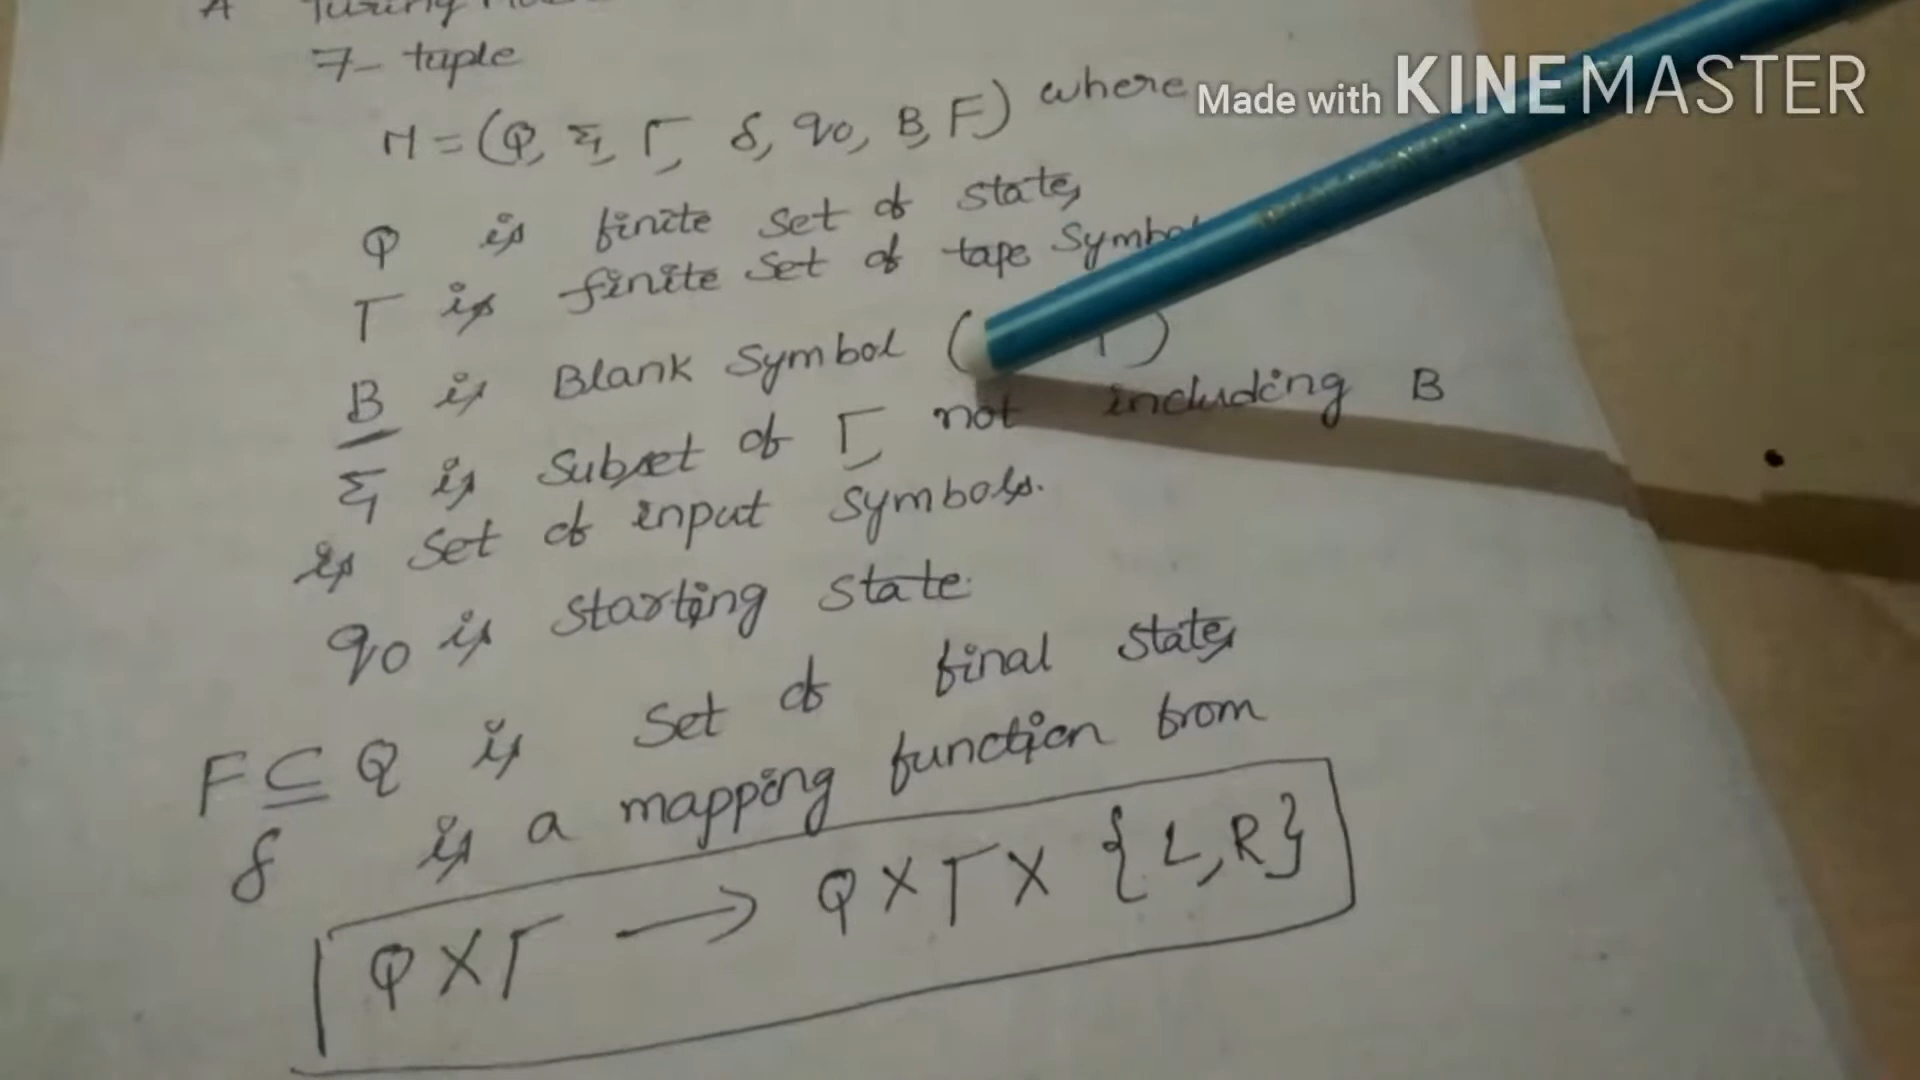 A Turing
7- tuple
M = (Q, Σ, Γ, δ, q0, B, F) where
Made with KINEMASTER
Q is finite set of states
Γ is finite set of tape
B is Blank Symbol (
Σ is Subset of Γ not including B
is set of input symbols.
q0 is starting state.
F ⊆ Q is set of final states
δ is a mapping function from
Q X Γ → Q X Γ X {L, R}